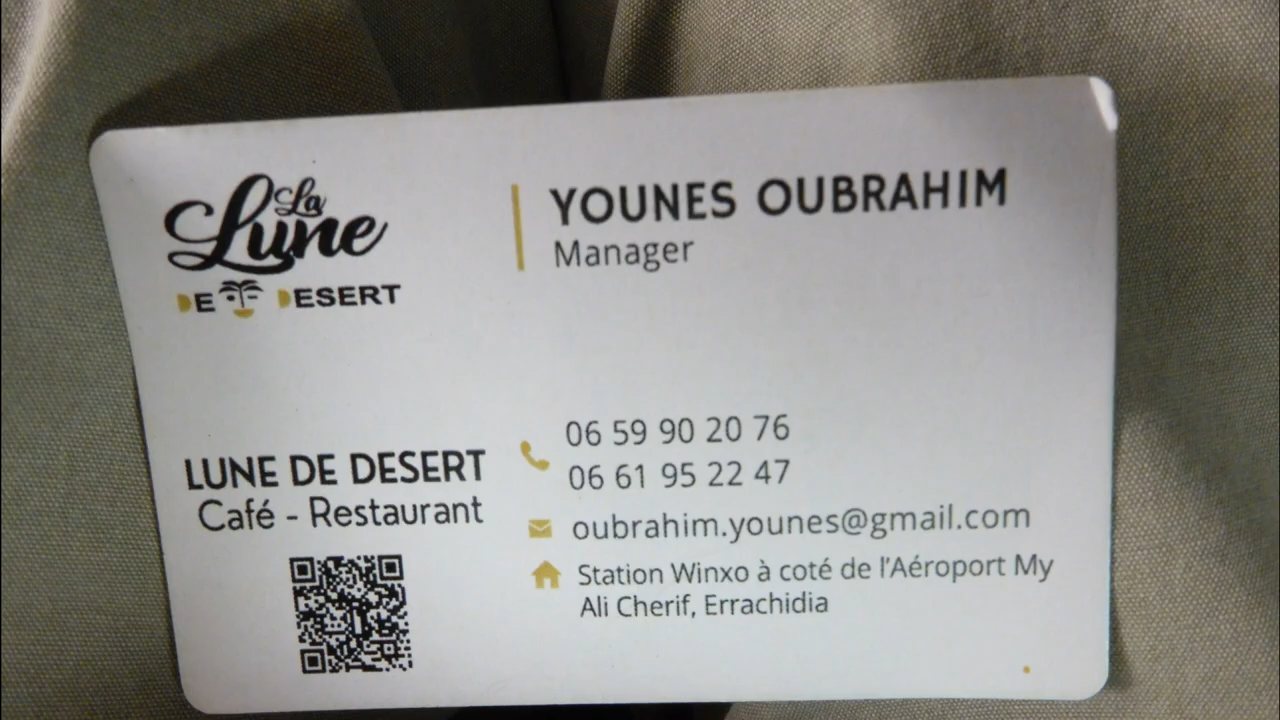 La
Lune
DE DESERT
YOUNES OUBRAHIM
Manager
LUNE DE DESERT
Café - Restaurant
06 59 90 20 76
06 61 95 22 47
oubrahim.younes@gmail.com
Station Winxo à coté de l'Aéroport My
Ali Cherif, Errachidia